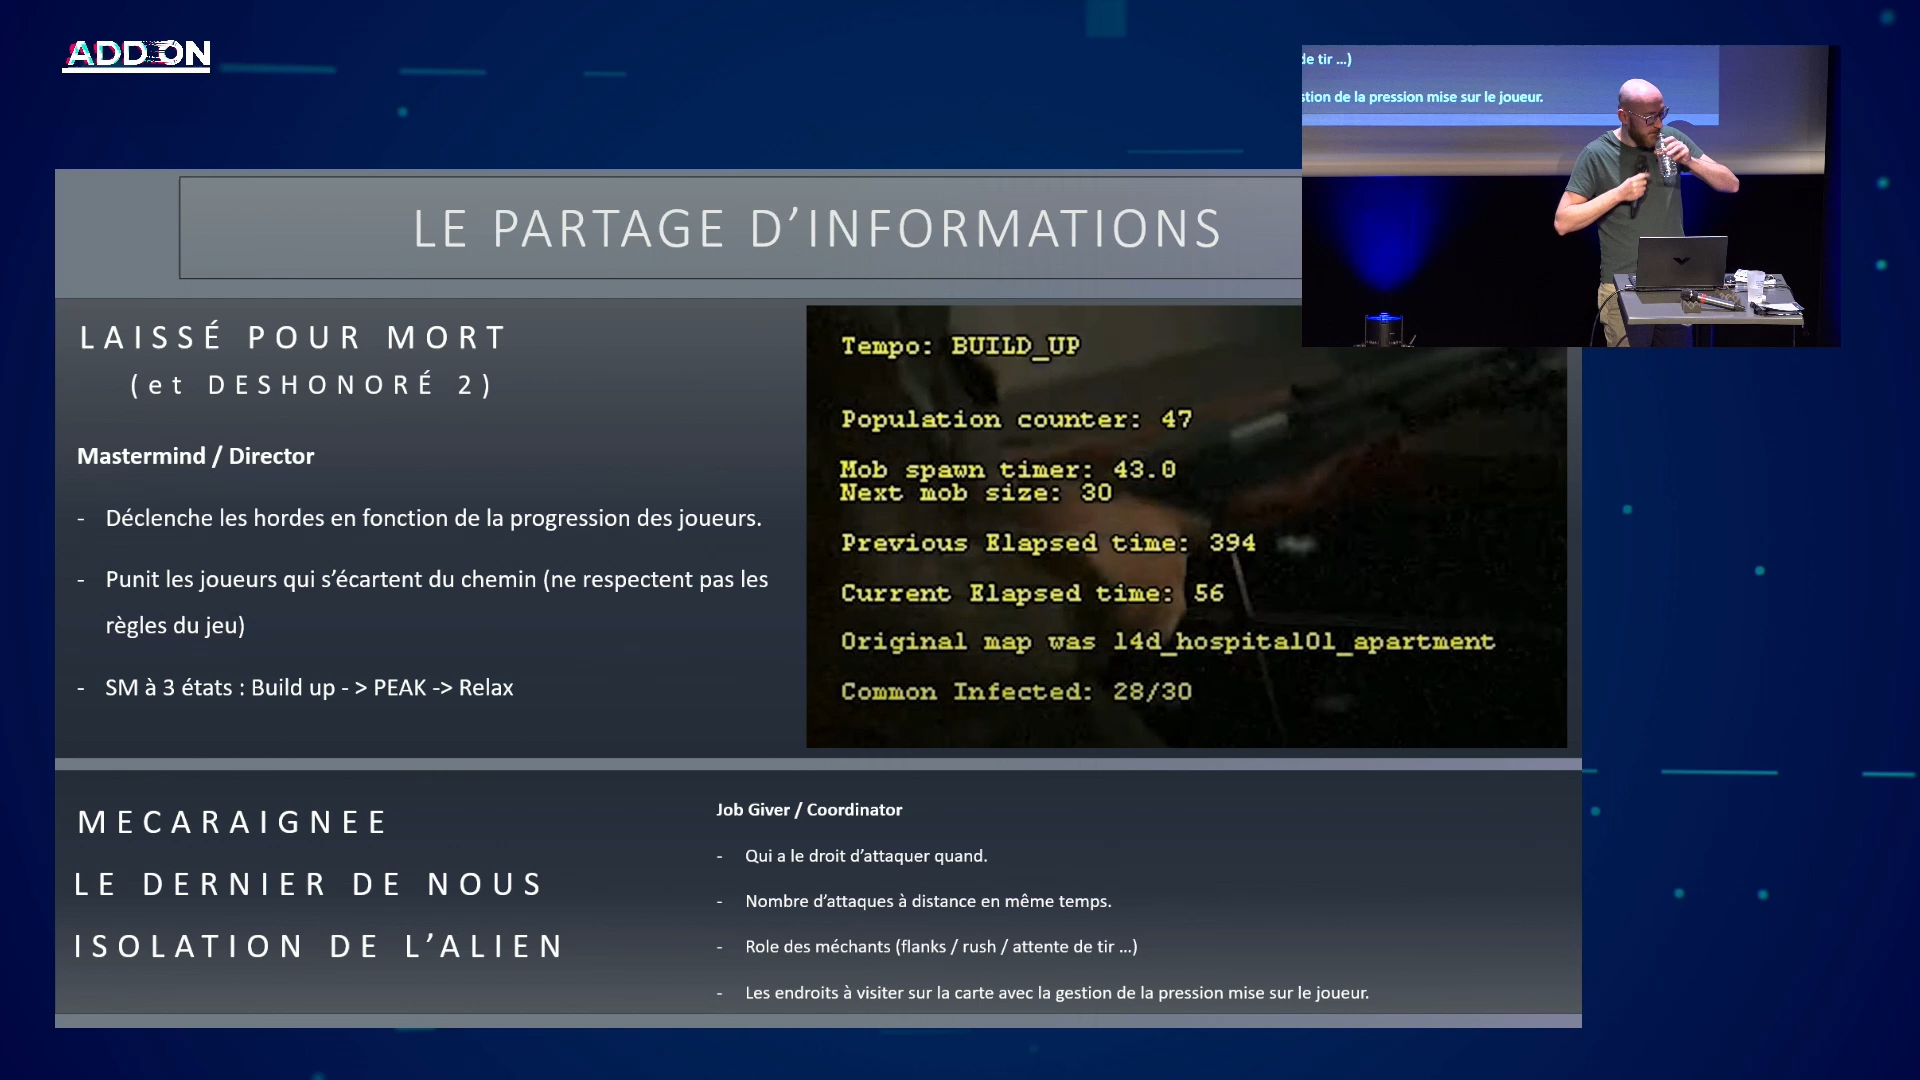 ADD ON
de tir ...)
stion de la pression mise sur le joueur.
LE PARTAGE D’INFORMATIONS
LAISSÉ POUR MORT
(et DESHONORÉ 2)
Mastermind / Director
- Déclenche les hordes en fonction de la progression des joueurs.
- Punit les joueurs qui s’écartent du chemin (ne respectent pas les
règles du jeu)
- SM à 3 états : Build up - > PEAK -> Relax
Tempo: BUILD_UP
Population counter: 47
Mob spawn timer: 43.0
Next mob size: 30
Previous Elapsed time: 394
Current Elapsed time: 56
Original map was l4d_hospital01_apartment
Common Infected: 28/30
MECARAIGNEE
LE DERNIER DE NOUS
ISOLATION DE L’ALIEN
Job Giver / Coordinator
- Qui a le droit d’attaquer quand.
- Nombre d’attaques à distance en même temps.
- Role des méchants (flanks / rush / attente de tir ...)
- Les endroits à visiter sur la carte avec la gestion de la pression mise sur le joueur.